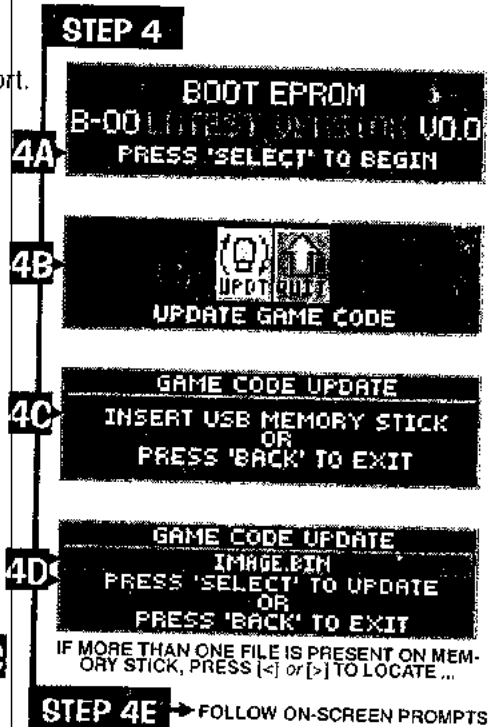 STEP 4
ort.
BOOT EPROM
B-00 LATEST VERSION V0.0
4A
PRESS 'SELECT' TO BEGIN
4B
UPDT QUIT
UPDATE GAME CODE
GAME CODE UPDATE
4C
INSERT USB MEMORY STICK
OR
PRESS 'BACK' TO EXIT
GAME CODE UPDATE
IMAGE.BIN
4D
PRESS 'SELECT' TO UPDATE
OR
PRESS 'BACK' TO EXIT
IF MORE THAN ONE FILE IS PRESENT ON MEM-
ORY STICK, PRESS [<] or [>] TO LOCATE ...
STEP 4E FOLLOW ON-SCREEN PROMPTS